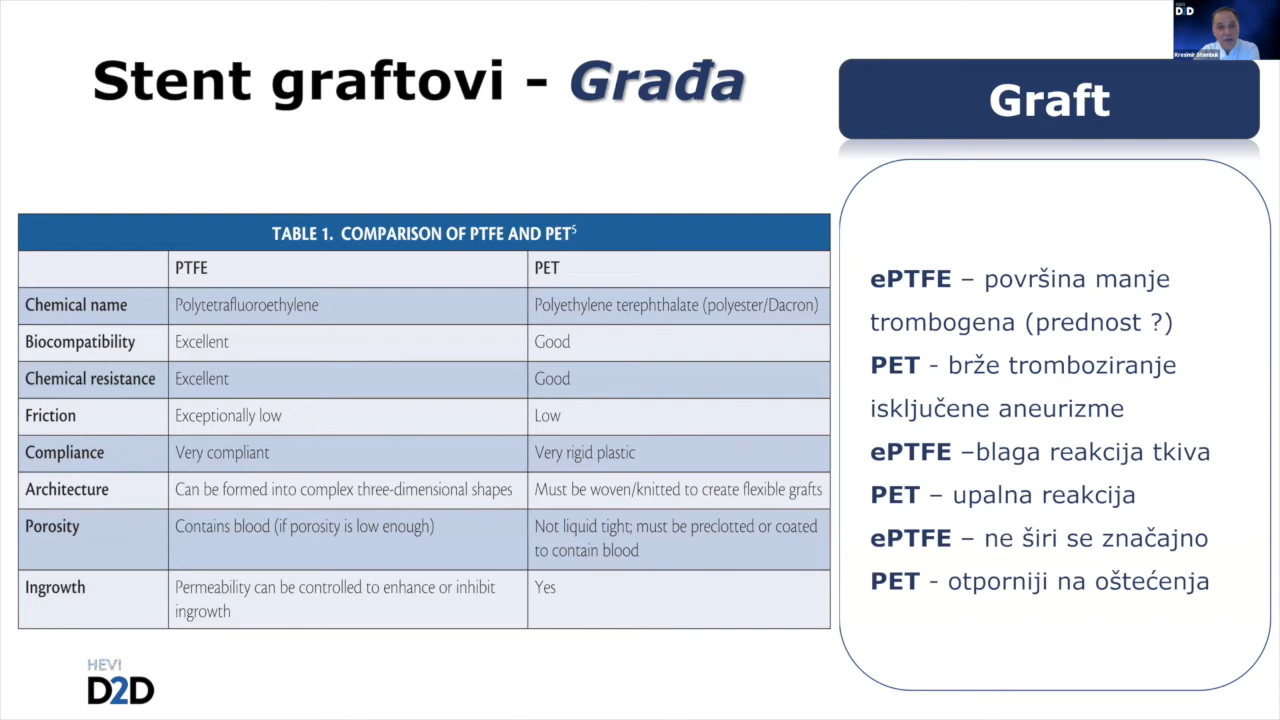 HEVI
D2D
Kresimir Stambuk
Stent graftovi - Građa
Graft
TABLE 1. COMPARISON OF PTFE AND PET5
PTFE PET
Chemical name Polytetrafluoroethylene Polyethylene terephthalate (polyester/Dacron)
Biocompatibility Excellent Good
Chemical resistance Excellent Good
Friction Exceptionally low Low
Compliance Very compliant Very rigid plastic
Architecture Can be formed into complex three-dimensional shapes Must be woven/knitted to create flexible grafts
Porosity Contains blood (if porosity is low enough) Not liquid tight; must be preclotted or coated
to contain blood
Ingrowth Permeability can be controlled to enhance or inhibit Yes
ingrowth
ePTFE – površina manje
trombogena (prednost ?)
PET - brže tromboziranje
isključene aneurizme
ePTFE –blaga reakcija tkiva
PET – upalna reakcija
ePTFE – ne širi se značajno
PET - otporniji na oštećenja
HEVI
D2D